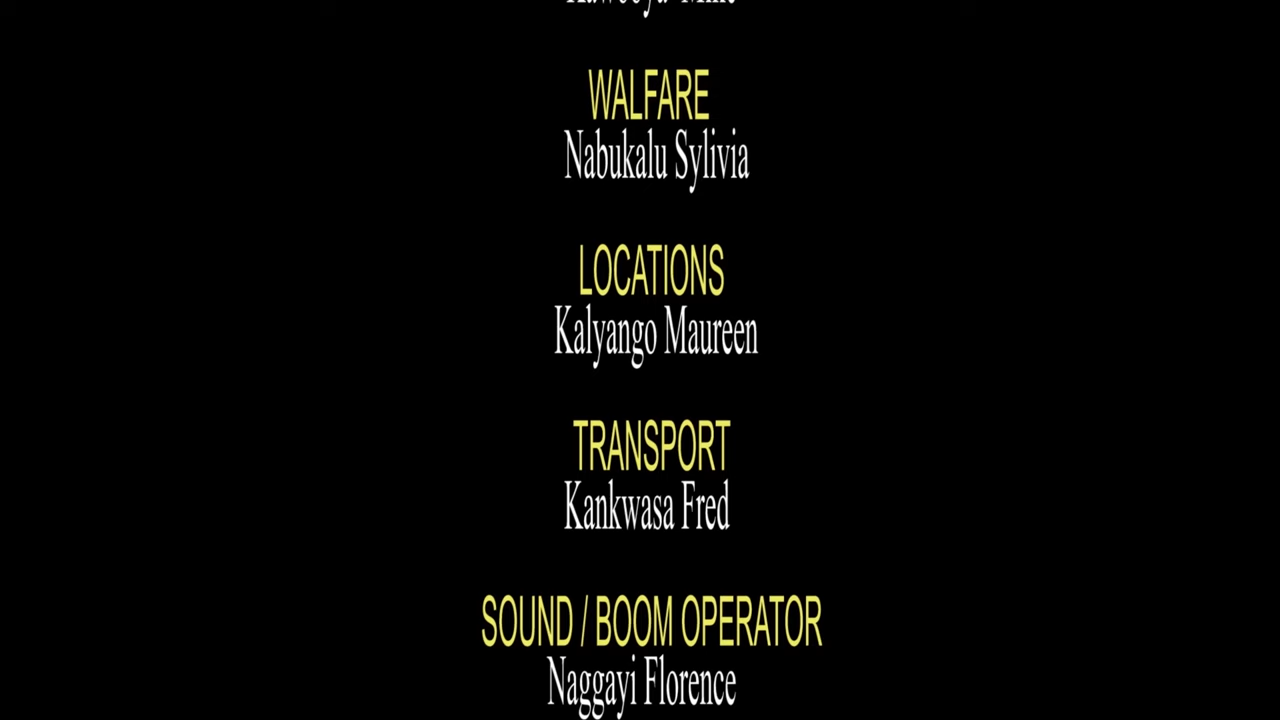 WALFARE
Nabukalu Sylivia
LOCATIONS
Kalyango Maureen
TRANSPORT
Kankwasa Fred
SOUND / BOOM OPERATOR
Naggayi Florence